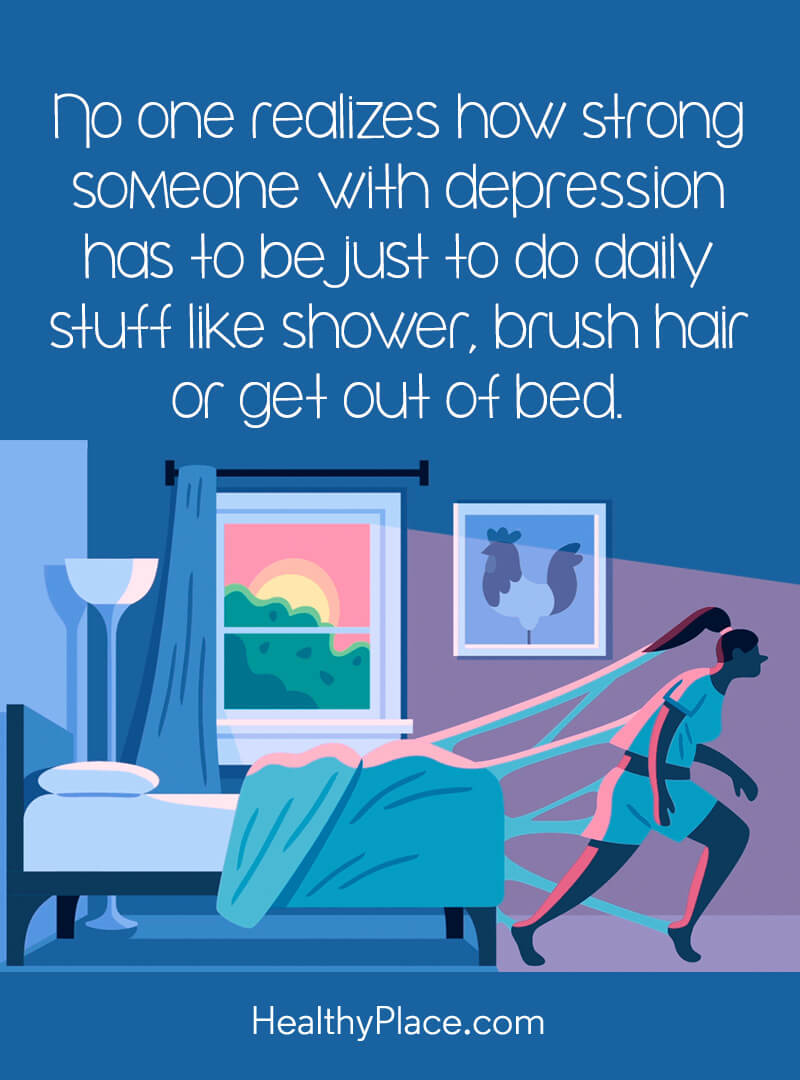 No one realizes how strong
someone with depression
has to be just to do daily
stuff like shower, brush hair
or get out of bed.
HealthyPlace.com